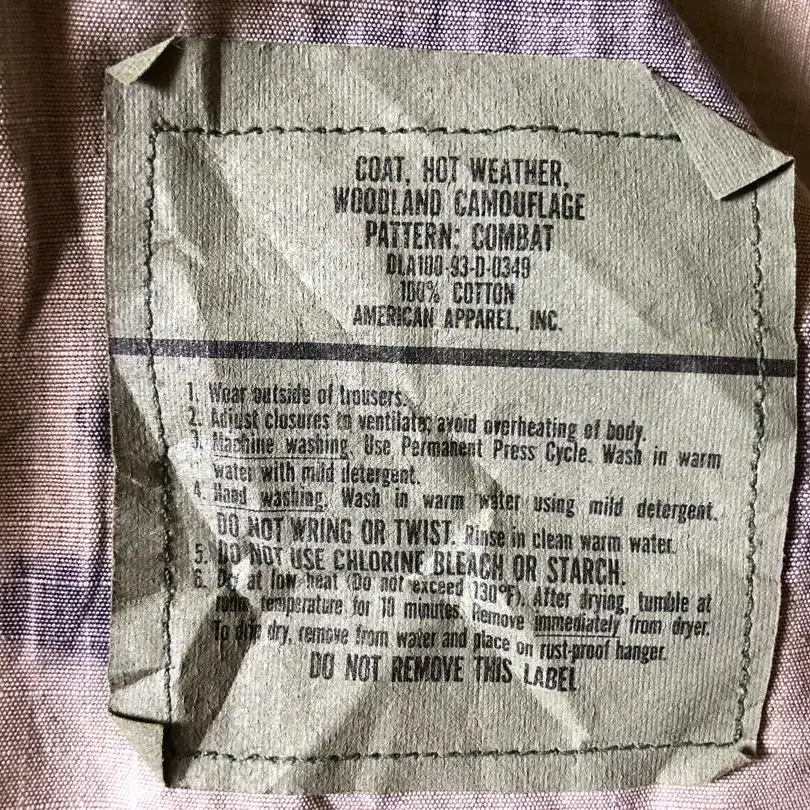 COAT, HOT WEATHER,
WOODLAND CAMOUFLAGE
PATTERN: COMBAT
DLA100-93-D-0349
100% COTTON
AMERICAN APPAREL, INC.
1. Wear outside of trousers.
2. Adjust closures to ventilate; avoid overheating of body.
3. Machine washing. Use Permanent Press Cycle. Wash in warm
water with mild detergent.
4. Hand washing. Wash in warm water using mild detergent.
DO NOT WRING OR TWIST. Rinse in clean warm water.
5. DO NOT USE CHLORINE BLEACH OR STARCH.
6. Dry at low heat (Do not exceed 130°F). After drying, tumble at
room temperature for 10 minutes. Remove immediately from dryer.
To drip dry, remove from water and place on rust-proof hanger.
DO NOT REMOVE THIS LABEL